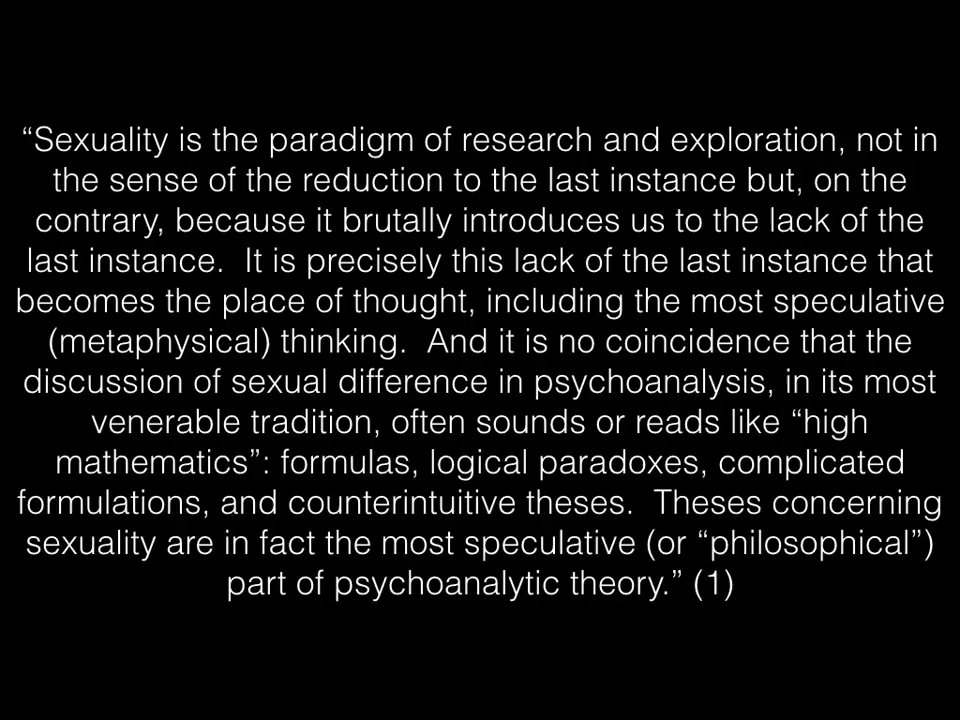 “Sexuality is the paradigm of research and exploration, not in
the sense of the reduction to the last instance but, on the
contrary, because it brutally introduces us to the lack of the
last instance.  It is precisely this lack of the last instance that
becomes the place of thought, including the most speculative
(metaphysical) thinking.  And it is no coincidence that the
discussion of sexual difference in psychoanalysis, in its most
venerable tradition, often sounds or reads like “high
mathematics”: formulas, logical paradoxes, complicated
formulations, and counterintuitive theses.  Theses concerning
sexuality are in fact the most speculative (or “philosophical”)
part of psychoanalytic theory.” (1)